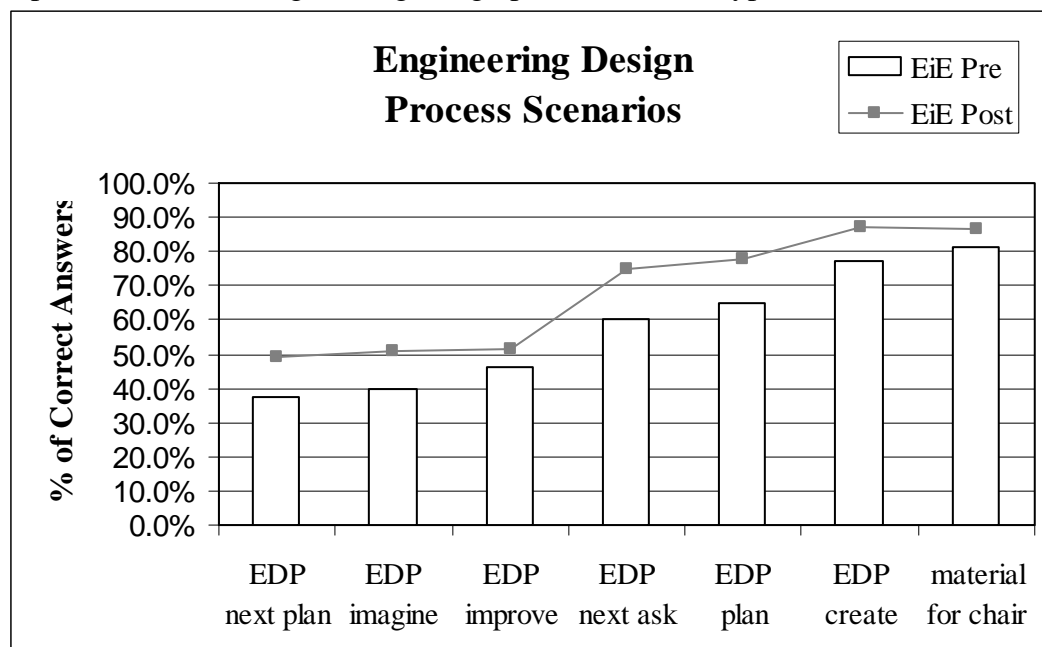 Engineering Design
Process Scenarios
EiE Pre
EiE Post
% of Correct Answers
100.0%
90.0%
80.0%
70.0%
60.0%
50.0%
40.0%
30.0%
20.0%
10.0%
0.0%
EDP
next plan
EDP
imagine
EDP
improve
EDP
next ask
EDP
plan
EDP
create
material
for chair